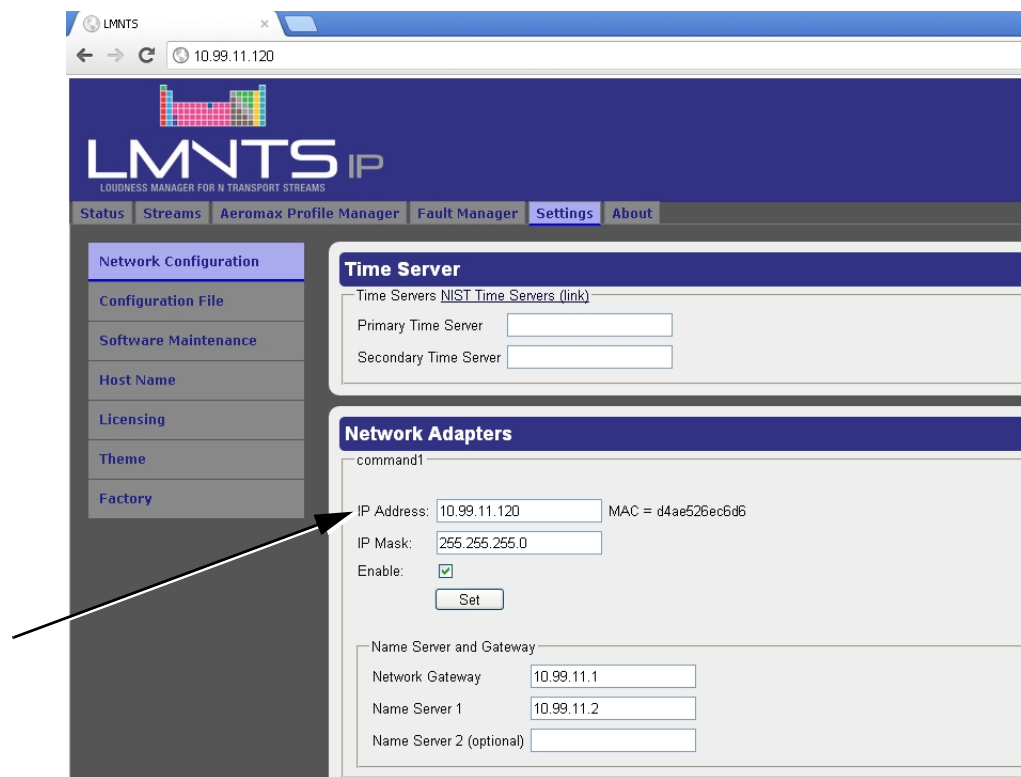 LMNTS
10.99.11.120
LMNTS IP
LOUDNESS MANAGER FOR N TRANSPORT STREAMS
Status Streams Aeromax Profile Manager Fault Manager Settings About
Network Configuration
Configuration File
Software Maintenance
Host Name
Licensing
Theme
Factory
Time Server
Time Servers NIST Time Servers (link)
Primary Time Server
Secondary Time Server
Network Adapters
command1
IP Address: 10.99.11.120 MAC = d4ae526ec6d6
IP Mask: 255.255.255.0
Enable:
Set
Name Server and Gateway
Network Gateway 10.99.11.1
Name Server 1 10.99.11.2
Name Server 2 (optional)